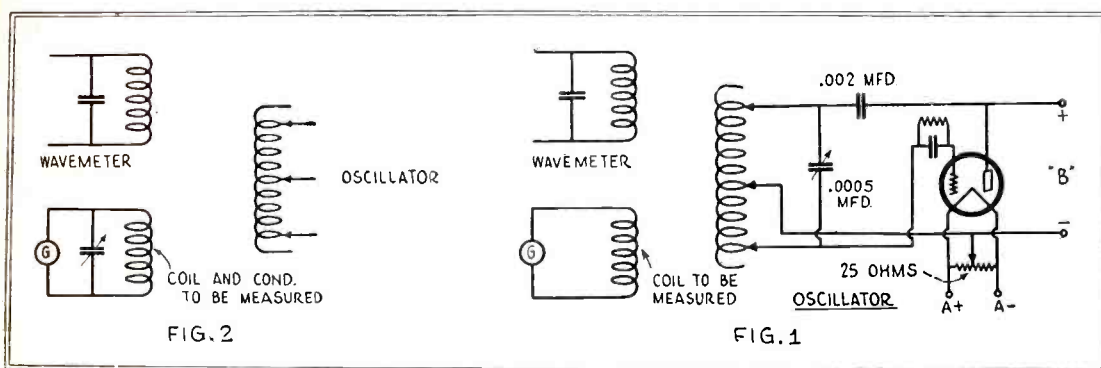 WAVEMETER
OSCILLATOR
G
COIL AND COND.
TO BE MEASURED
FIG. 2
WAVEMETER
G
COIL TO BE
MEASURED
.002 MFD.
.0005
MFD.
+
"B"
-
25 OHMS
OSCILLATOR
A+ A-
FIG. 1